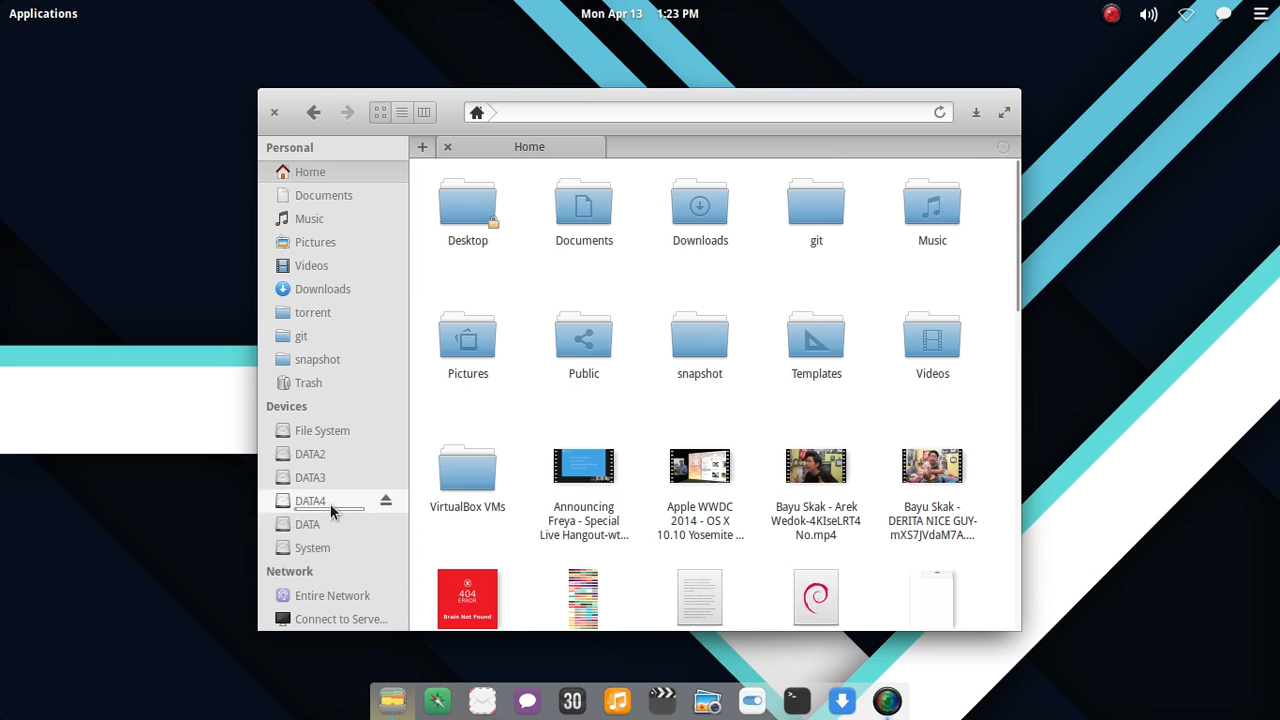 Applications
Mon Apr 13 1:23 PM
Home
Personal
Home
Documents
Music
Pictures
Videos
Downloads
torrent
git
snapshot
Trash
Devices
File System
DATA2
DATA3
DATA4
DATA
System
Network
Entire Network
Connect to Serve...
Desktop
Documents
Downloads
git
Music
Pictures
Public
snapshot
Templates
Videos
VirtualBox VMs
Announcing
Freya - Special
Live Hangout-wt...
Apple WWDC
2014 - OS X
10.10 Yosemite ...
Bayu Skak - Arek
Wedok-4KIseLRT4
No.mp4
Bayu Skak -
DERITA NICE GUY-
mXS7JVdaM7A....
404
ERROR
Brain Not Found
30